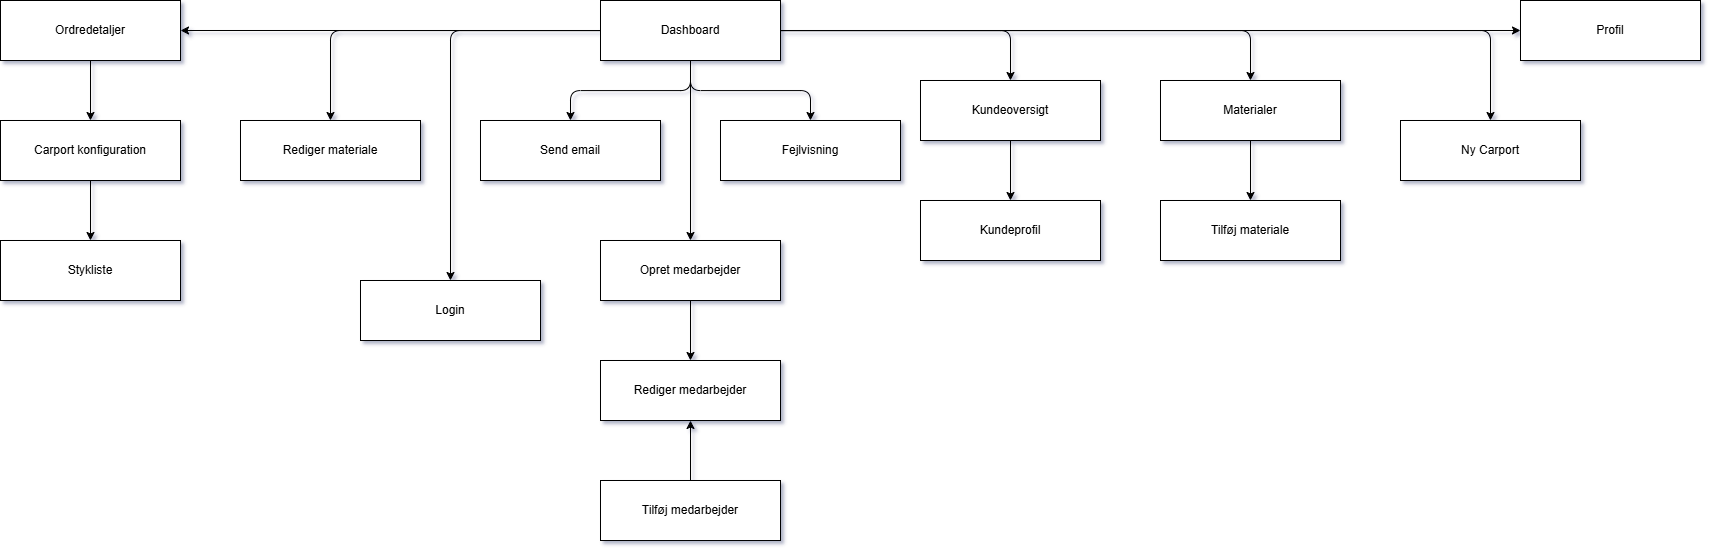 Ordredetaljer
Dashboard
Profil
Kundeoversigt
Materialer
Carport konfiguration
Rediger materiale
Send email
Fejlvisning
Ny Carport
Kundeprofil
Tilføj materiale
Stykliste
Opret medarbejder
Login
Rediger medarbejder
Tilføj medarbejder